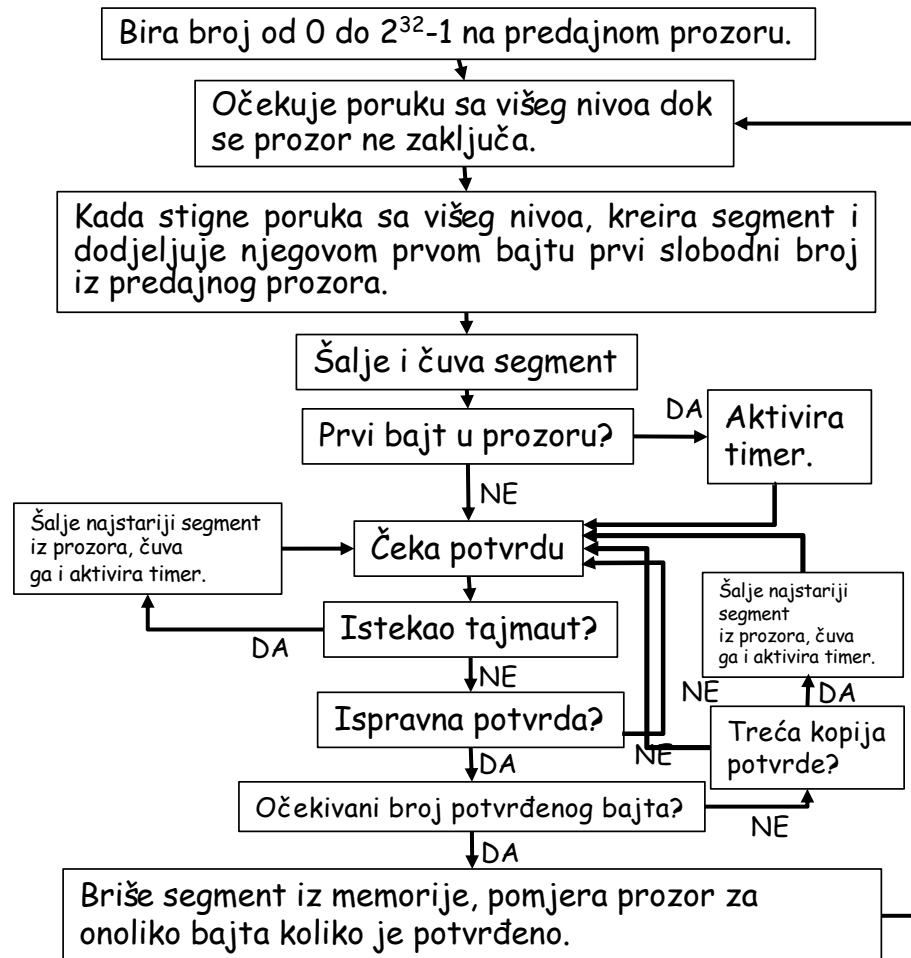 Bira broj od 0 do 2³²-1 na predajnom prozoru.
Očekuje poruku sa višeg nivoa dok
se prozor ne zaključa.
Kada stigne poruka sa višeg nivoa, kreira segment i
dodjeljuje njegovom prvom bajtu prvi slobodni broj
iz predajnog prozora.
Šalje i čuva segment
Prvi bajt u prozoru?
DA
Aktivira
timer.
NE
Šalje najstariji segment
iz prozora, čuva
ga i aktivira timer.
Čeka potvrdu
Šalje najstariji
segment
iz prozora, čuva
ga i aktivira timer.
Istekao tajmaut?
DA
NE
NE
DA
Ispravna potvrda?
NE
Treća kopija
potvrde?
DA
Očekivani broj potvrđenog bajta?
NE
DA
Briše segment iz memorije, pomjera prozor za
onoliko bajta koliko je potvrđeno.